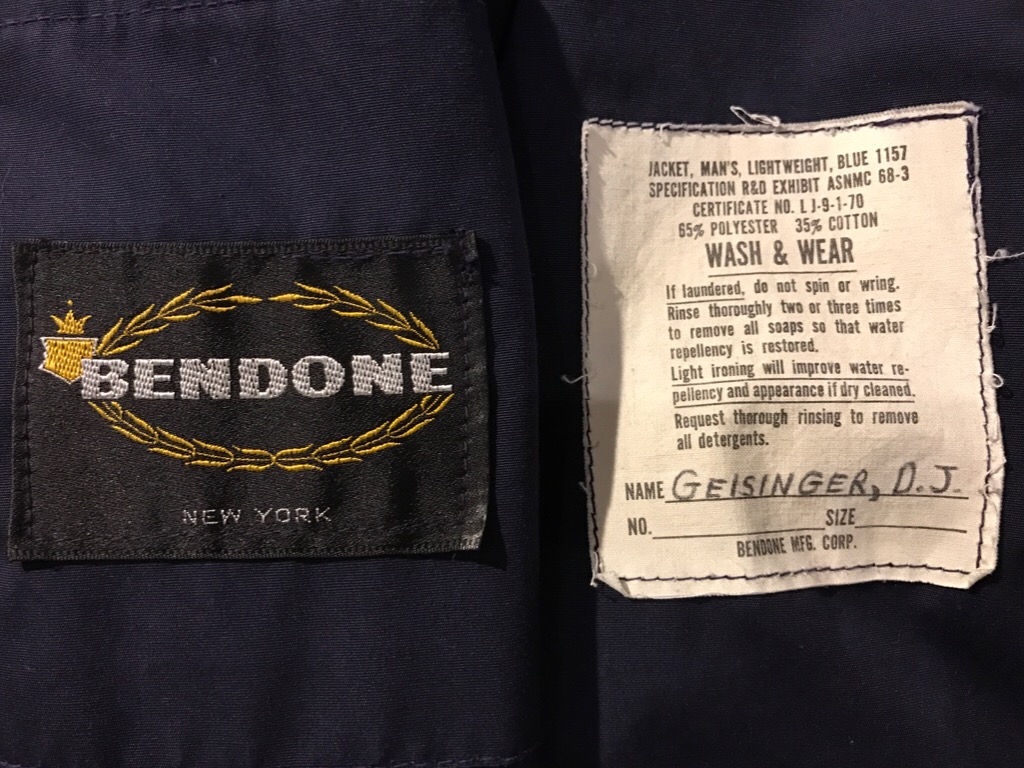 BENDONE
NEW YORK
JACKET, MAN'S, LIGHTWEIGHT, BLUE 1157
SPECIFICATION R&D EXHIBIT ASNMC 68-3
CERTIFICATE NO. LJ-9-1-70
65% POLYESTER 35% COTTON
WASH & WEAR
If laundered, do not spin or wring.
Rinse thoroughly two or three times
to remove all soaps so that water
repellency is restored.
Light ironing will improve water re-
pellency and appearance if dry cleaned.
Request thorough rinsing to remove
all detergents.
NAME GEISINGER, D.J.
NO. SIZE
BENDONE MFG. CORP.